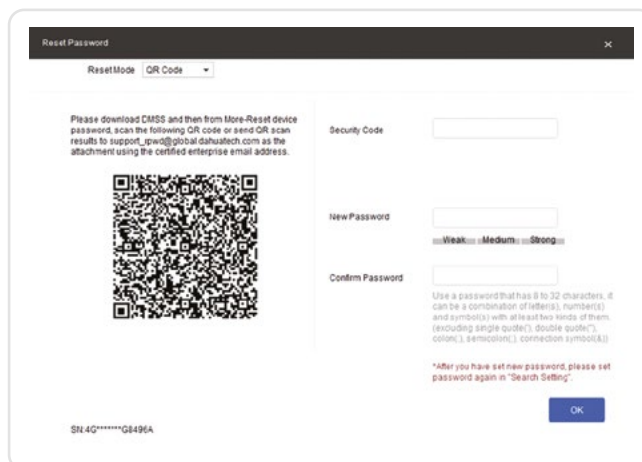 Reset Password
Reset Mode QR Code
Please download DMSS and then from More-Reset device
password, scan the following QR code or send QR scan
results to support_rpwd@global.dahuatech.com as the
attachment using the certified enterprise email address.
SN:4G*******G8496A
Security Code
New Password
Weak Medium Strong
Confirm Password
Use a password that has 8 to 32 characters, it
can be a combination of letter(s), number(s)
and symbol(s) with at least two kinds of them.
(excluding single quote('), double quote("),
colon(:), semicolon(;), connection symbol(&))
*After you have set new password, please set
password again in "Search Setting".
OK